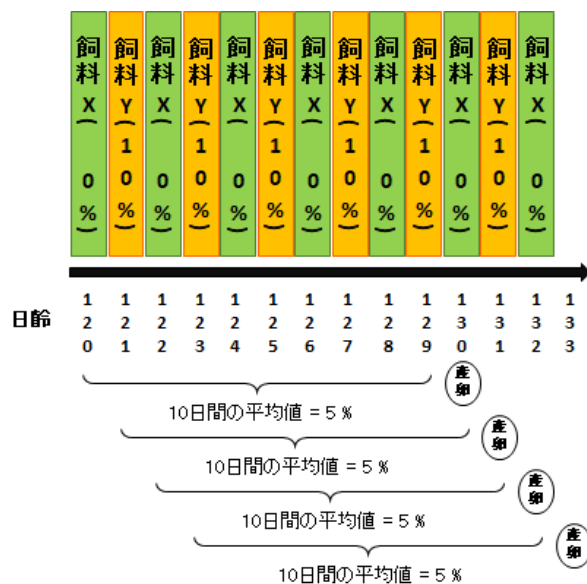 飼料X(0%)
飼料Y(10%)
飼料X(0%)
飼料Y(10%)
飼料X(0%)
飼料Y(10%)
飼料X(0%)
飼料Y(10%)
飼料X(0%)
飼料Y(10%)
飼料X(0%)
飼料Y(10%)
飼料X(0%)
日齢
120
121
122
123
124
125
126
127
128
129
130
131
132
133
産卵
10日間の平均値 = 5 %
産卵
10日間の平均値 = 5 %
産卵
10日間の平均値 = 5 %
産卵
10日間の平均値 = 5 %